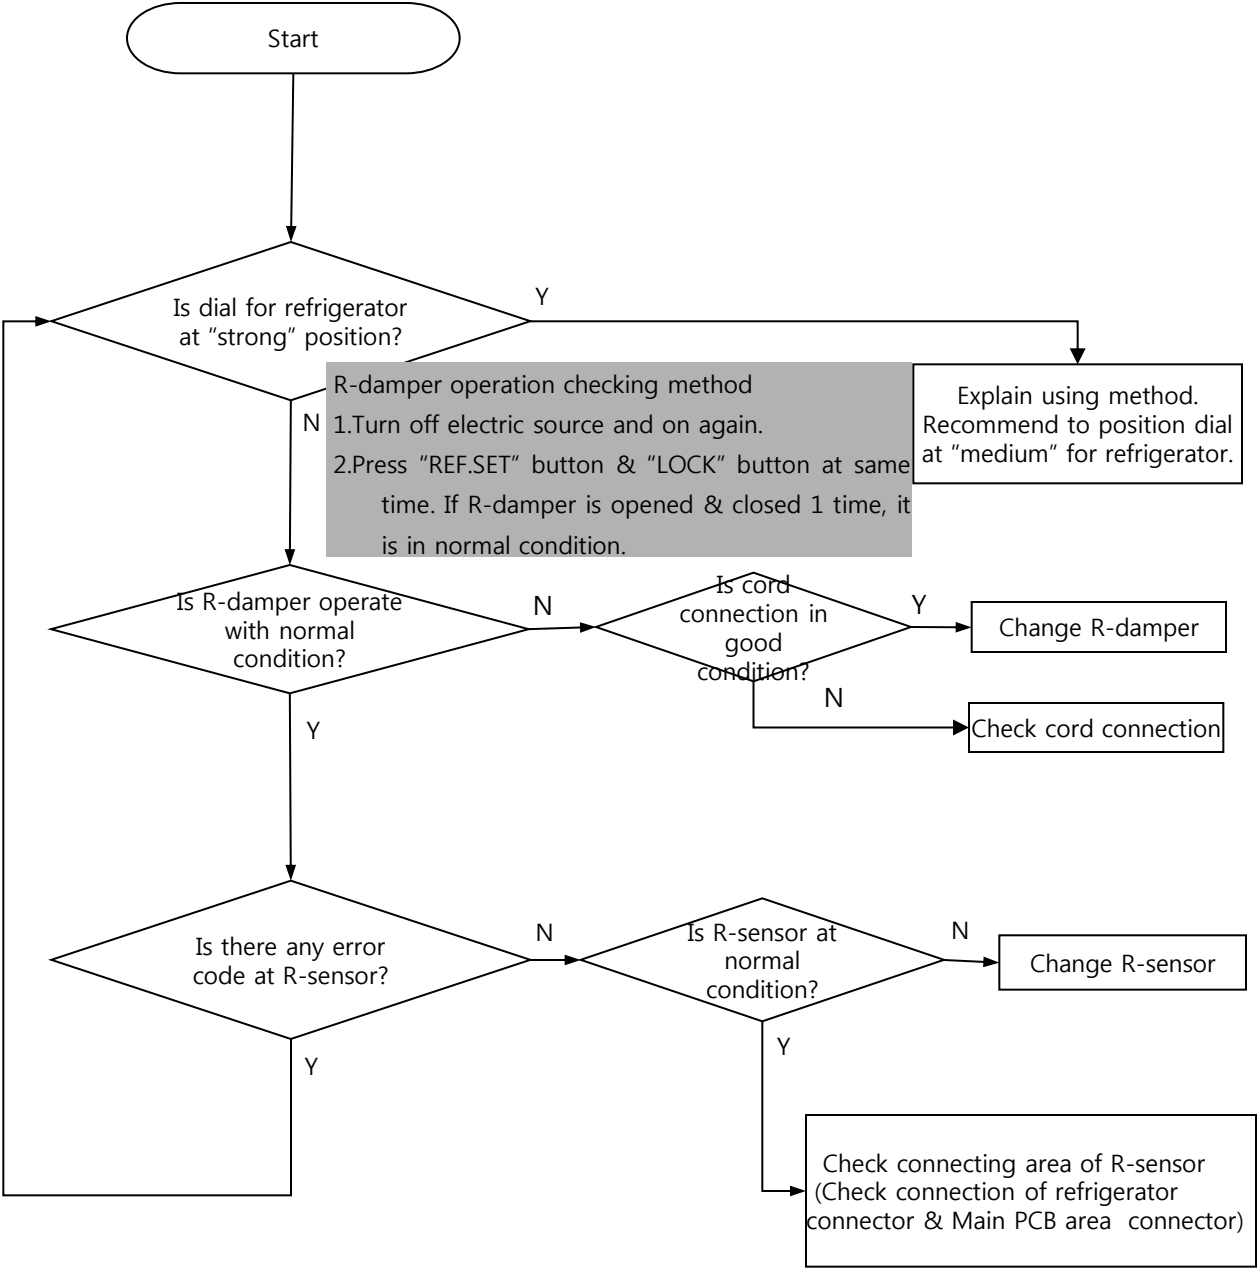 Start
Is dial for refrigerator
at “strong” position?
Y
N
R-damper operation checking method
1.Turn off electric source and on again.
2.Press “REF.SET” button & “LOCK” button at same
time. If R-damper is opened & closed 1 time, it
is in normal condition.
Explain using method.
Recommend to position dial
at “medium” for refrigerator.
Is R-damper operate
with normal
condition?
N
Y
Is cord
connection in
good
condition?
Y
N
Change R-damper
Check cord connection
Is there any error
code at R-sensor?
N
Y
Is R-sensor at
normal
condition?
N
Y
Change R-sensor
Check connecting area of R-sensor
(Check connection of refrigerator
connector & Main PCB area connector)